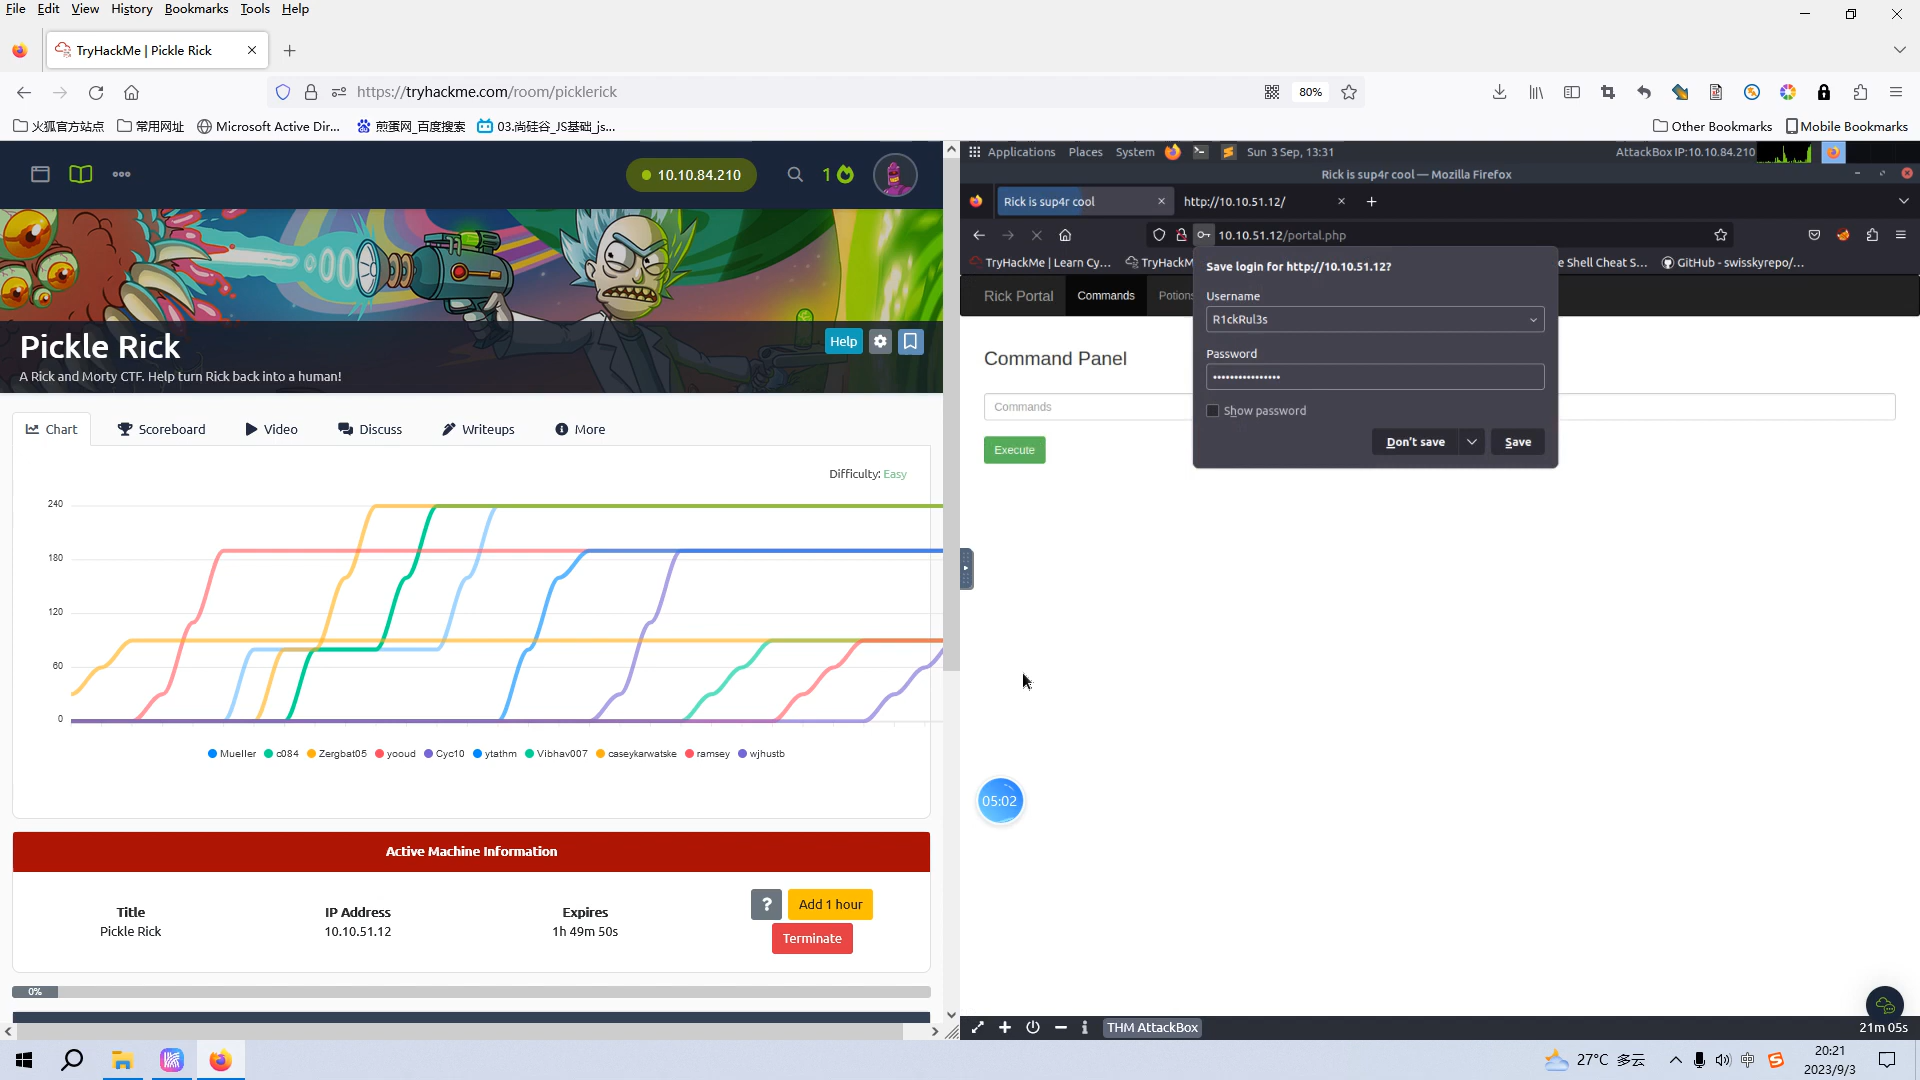 File Edit View History Bookmarks Tools Help
TryHackMe | Pickle Rick
https://tryhackme.com/room/picklerick
80%
火狐官方站点 常用网址 Microsoft Active Dir... 煎蛋网_百度搜索 03.尚硅谷_JS基础_js...
Other Bookmarks Mobile Bookmarks
10.10.84.210
1
Pickle Rick
A Rick and Morty CTF. Help turn Rick back into a human!
Help
Chart Scoreboard Video Discuss Writeups More
Difficulty: Easy
240
180
120
60
0
Mueller c084 Zergbat05 yooud Cyc10 ytathm Vibhav007 caseykarwatske ramsey wjhustb
Active Machine Information
Title IP Address Expires
Pickle Rick 10.10.51.12 1h 49m 50s
? Add 1 hour
Terminate
0%
Applications Places System Sun 3 Sep, 13:31 AttackBox IP:10.10.84.210
Rick is sup4r cool — Mozilla Firefox
Rick is sup4r cool http://10.10.51.12/
10.10.51.12/portal.php
TryHackMe | Learn Cy... TryHackM e Shell Cheat S... GitHub - swisskyrepo/...
Rick Portal Commands Potions
Save login for http://10.10.51.12?
Username
R1ckRul3s
Password
••••••••••••••••
Show password
Don't save Save
Command Panel
Commands
Execute
05:02
THM AttackBox
21m 05s
27°C 多云
中
20:21
2023/9/3